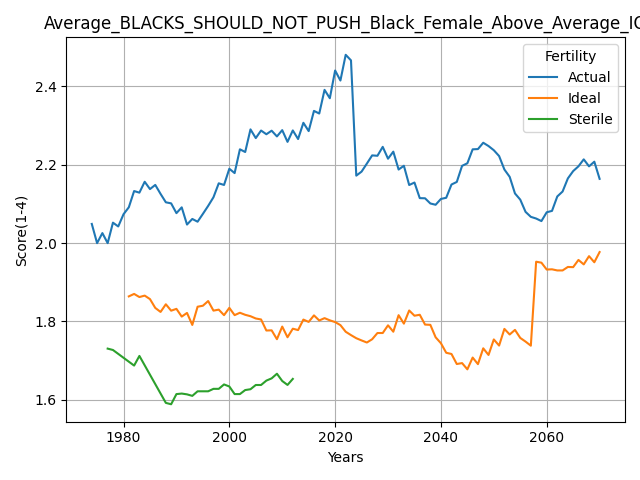 Average_BLACKS_SHOULD_NOT_PUSH_Black_Female_Above_Average_IC
Score(1-4)
2.4
2.2
2.0
1.8
1.6
Fertility
Actual
Ideal
Sterile
1980 2000 2020 2040 2060
Years